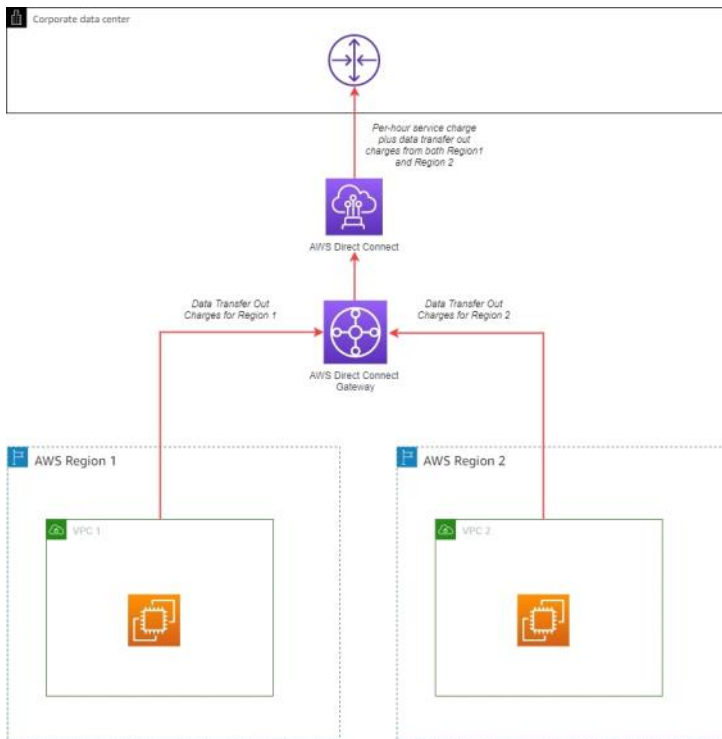 Corporate data center
Per-hour service charge
plus data transfer out
charges from both Region1
and Region 2
AWS Direct Connect
Data Transfer Out
Charges for Region 1
Data Transfer Out
Charges for Region 2
AWS Direct Connect
Gateway
AWS Region 1
AWS Region 2
VPC 1
VPC 2